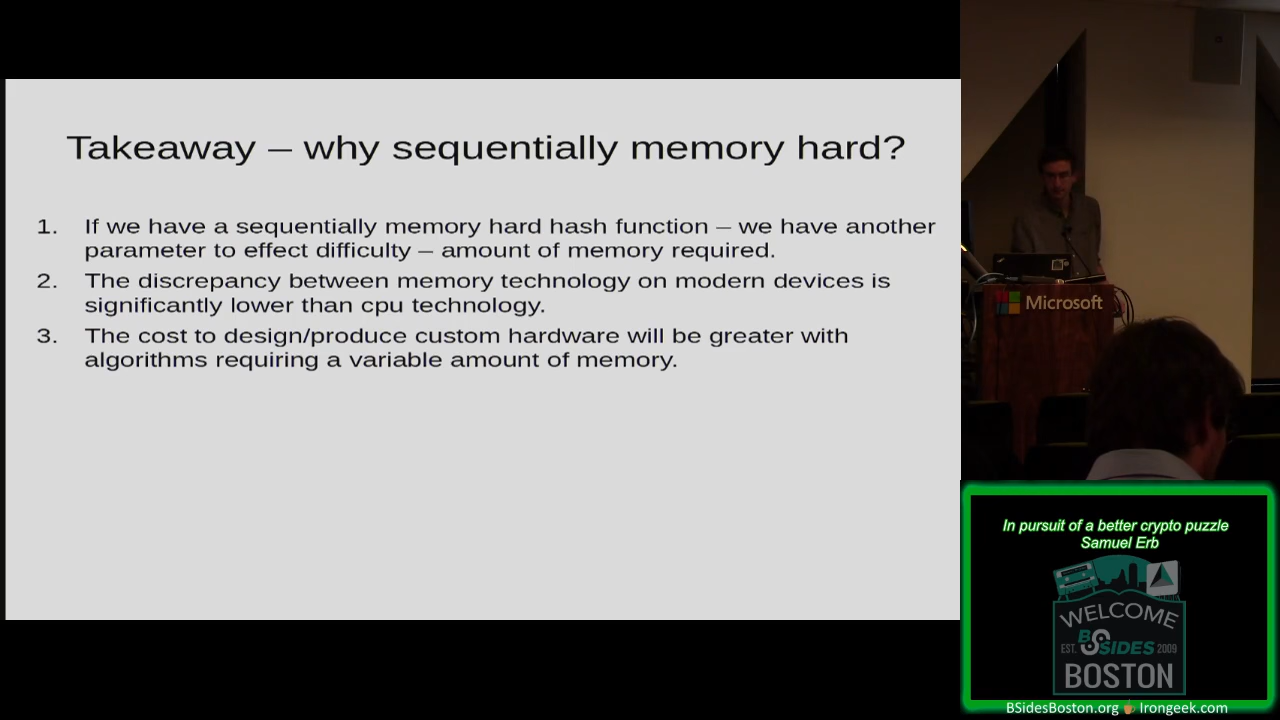 Takeaway – why sequentially memory hard?
1. If we have a sequentially memory hard hash function – we have another
parameter to effect difficulty – amount of memory required.
2. The discrepancy between memory technology on modern devices is
significantly lower than cpu technology.
3. The cost to design/produce custom hardware will be greater with
algorithms requiring a variable amount of memory.
Microsoft
In pursuit of a better crypto puzzle
Samuel Erb
WELCOME
EST. BSIDES 2009
BOSTON
BSidesBoston.org Irongeek.com